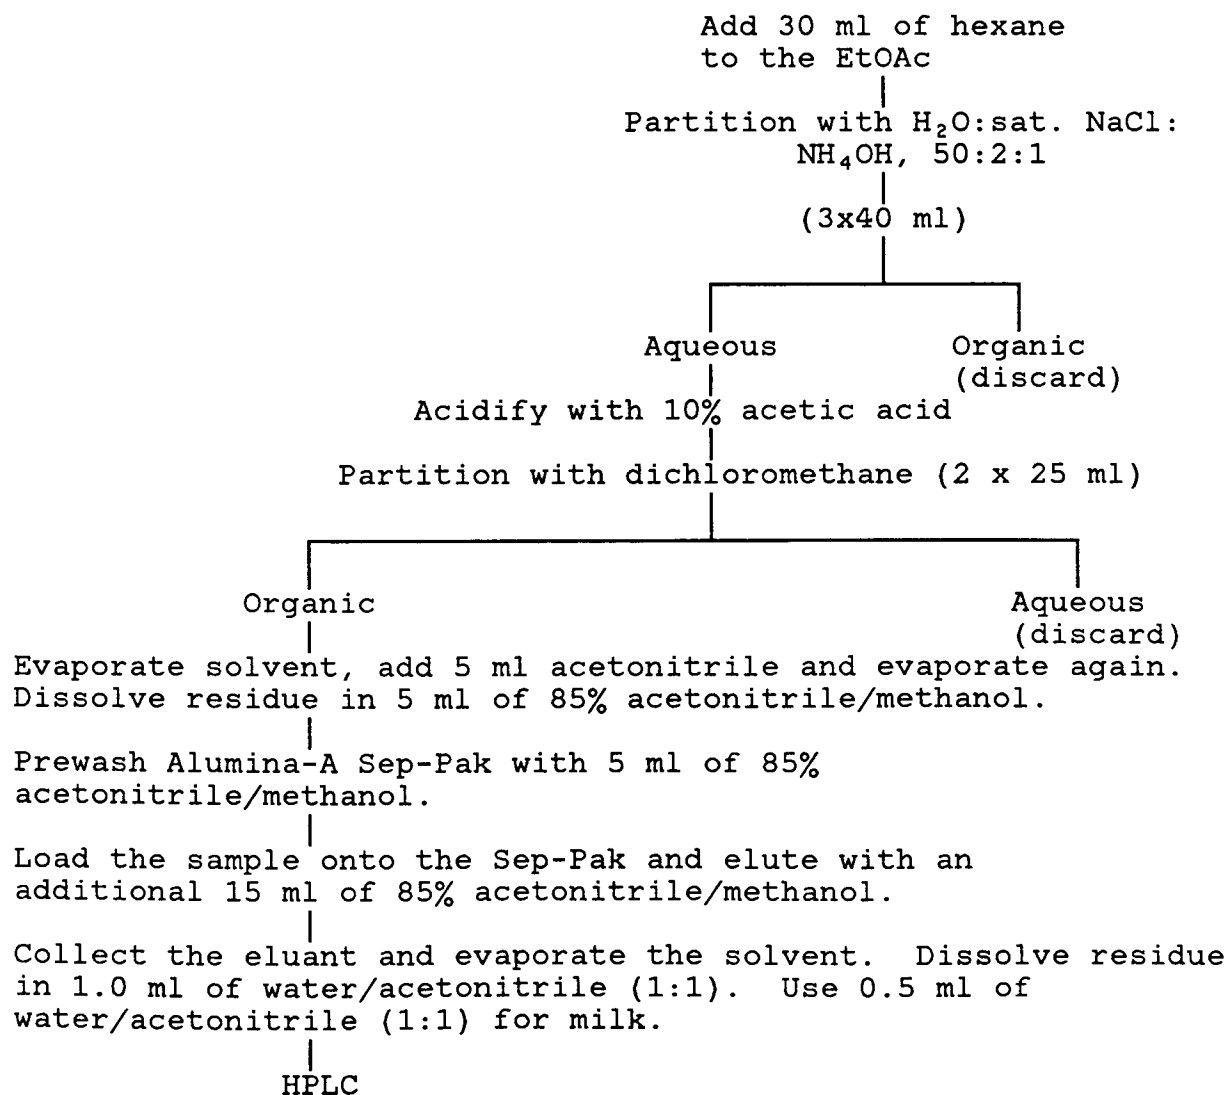 Add 30 ml of hexane
to the EtOAc
Partition with H₂O:sat. NaCl:
NH₄OH, 50:2:1
(3x40 ml)
Aqueous
Organic
(discard)
Acidify with 10% acetic acid
Partition with dichloromethane (2 x 25 ml)
Organic
Aqueous
(discard)
Evaporate solvent, add 5 ml acetonitrile and evaporate again.
Dissolve residue in 5 ml of 85% acetonitrile/methanol.
Prewash Alumina-A Sep-Pak with 5 ml of 85%
acetonitrile/methanol.
Load the sample onto the Sep-Pak and elute with an
additional 15 ml of 85% acetonitrile/methanol.
Collect the eluant and evaporate the solvent.  Dissolve residue
in 1.0 ml of water/acetonitrile (1:1).  Use 0.5 ml of
water/acetonitrile (1:1) for milk.
HPLC